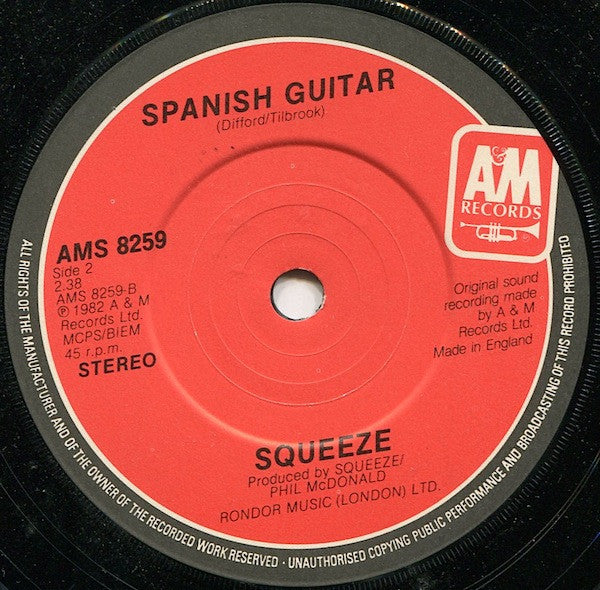 SPANISH GUITAR
(Difford/Tilbrook)
A&M
RECORDS
AMS 8259
Side 2
2.38
AMS 8259-B
℗ 1982 A & M
Records Ltd.
MCPS/BIEM
45 r.p.m.
STEREO
Original sound
recording made
by A & M
Records Ltd.
Made in England
SQUEEZE
Produced by SQUEEZE/
PHIL McDONALD
RONDOR MUSIC (LONDON) LTD.
ALL RIGHTS OF THE MANUFACTURER AND OF THE OWNER OF THE RECORDED WORK RESERVED - UNAUTHORISED COPYING PUBLIC PERFORMANCE AND BROADCASTING OF THIS RECORD PROHIBITED